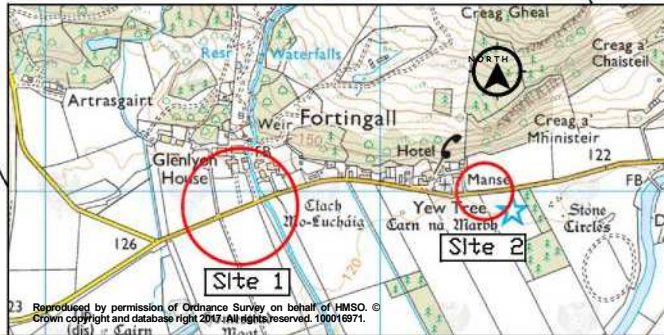 Creag Gheal
NORTH
Creag a'
Chaisteil
Resr
Waterfalls
Artrasgairt
Weir
150
Fortingall
Creag a'
Mhinisteir
Hotel
122
Glenlyon
House
FB
Manse
FB
Clach
Mo-Luchaig
Yew Tree
Carn na Marbh
Stone
Circles
126
120
Site 1
Site 2
23
Reproduced by permission of Ordnance Survey on behalf of HMSO. ©
Crown copyright and database right 2017. All rights reserved. 100016971.
(dis)
Cairn
Moat